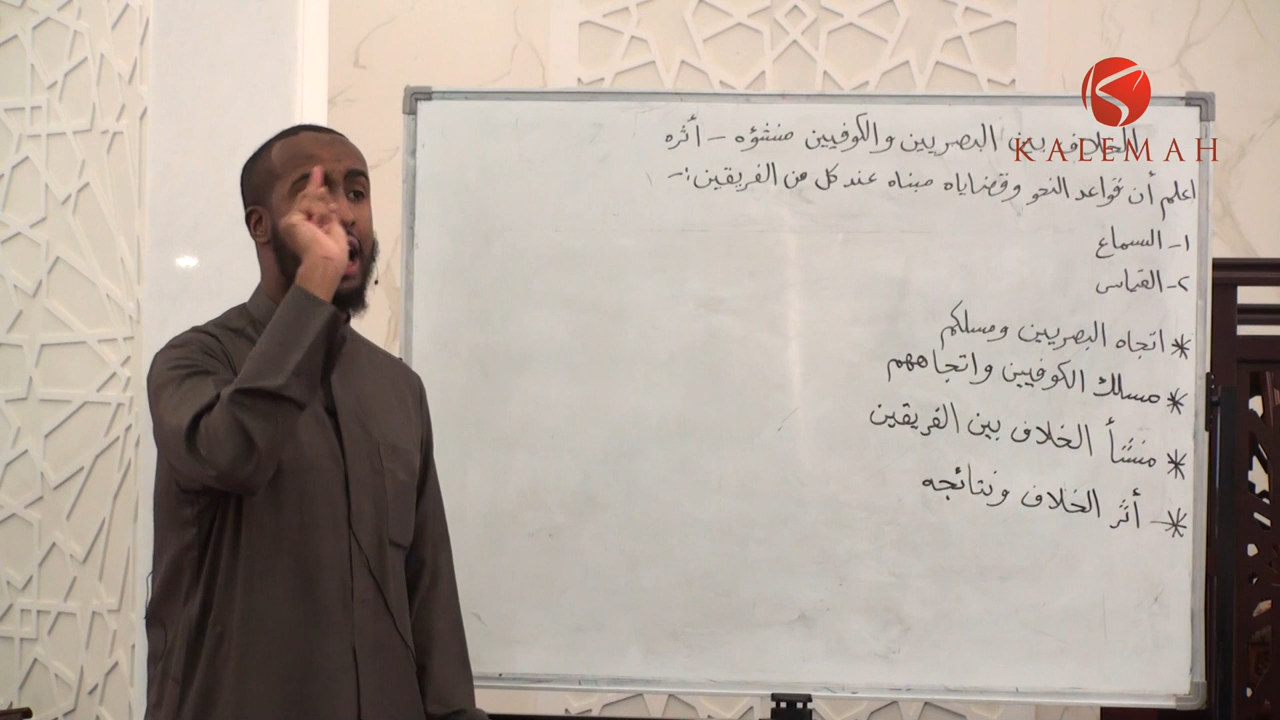 KALEMAH
الخلاف بين البصريين والكوفيين منشؤه - أثره
اعلم أن قواعد النحو وقضاياه مبناه عند كل من الفريقين :-
١- السماع
٢- القياس
* اتجاه البصريين ومسلكم
* مسلك الكوفيين واتجاههم
* منشأ الخلاف بين الفريقين
* أثر الخلاف ونتائجه